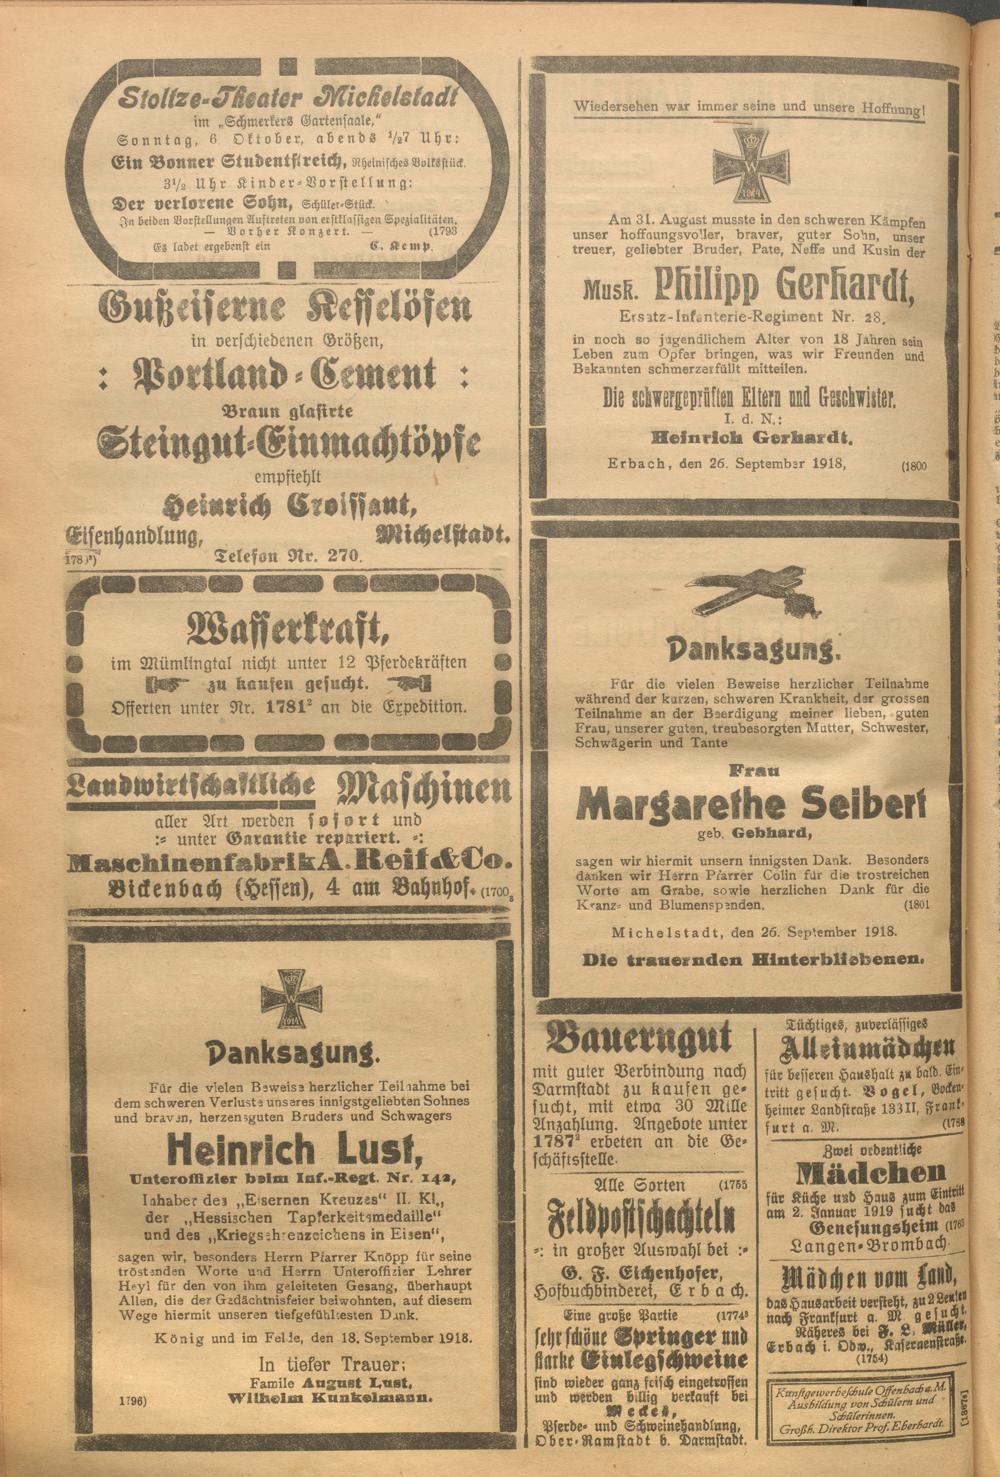 Stoltze-Theater Michelstadt
im „Schmerkers Gartensaale,“
Sonntag, 6. Oktober, abends ½7 Uhr:
Ein Bonner Studentstreich, Rheinisches Volksstück.
3½ Uhr Kinder-Vorstellung:
Der verlorene Sohn, Schüler-Stück.
In beiden Vorstellungen Auftreten von erstklassigen Spezialitäten.
— Vorher Konzert. — (1793
Es ladet ergebenst ein C. Kemp.
Gußeiserne Kesselöfen
in verschiedenen Größen,
: Portland-Cement :
Braun glasirte
Steingut-Einmachtöpfe
empfiehlt
Heinrich Croissant,
Eisenhandlung, Michelstadt.
Telefon Nr. 270.
Wasserkraft,
im Mümlingtal nicht unter 12 Pferdekräften
zu kaufen gesucht.
Offerten unter Nr. 1781² an die Expedition.
Landwirtschaftliche Maschinen
aller Art werden sofort und
:= unter Garantie repariert. =:
Maschinenfabrik A. Reif & Co.
Bickenbach (Hessen), 4 am Bahnhof. (1700
Danksagung.
Für die vielen Beweise herzlicher Teilnahme bei
dem schweren Verluste unseres innigstgeliebten Sohnes
und braven, herzensguten Bruders und Schwagers
Heinrich Lust,
Unteroffizier beim Inf.-Regt. Nr. 142,
Inhaber des „Eisernen Kreuzes“ II. Kl.,
der „Hessischen Tapferkeitsmedaille“
und des „Kriegsehrenzeichens in Eisen“,
sagen wir, besonders Herrn Pfarrer Knöpp für seine
tröstenden Worte und Herrn Unteroffizier Lehrer
Heyl für den von ihm geleiteten Gesang, überhaupt
Allen, die der Gedächtnisfeier beiwohnten, auf diesem
Wege hiermit unseren tiefgefühltesten Dank.
König und im Felde, den 18. September 1918.
In tiefer Trauer:
Familie August Lust,
1796) Wilhelm Kunkelmann.
Wiedersehen war immer seine und unsere Hoffnung!
W
1914
Am 31. August musste in den schweren Kämpfen
unser hoffnungsvoller, braver, guter Sohn, unser
treuer, geliebter Bruder, Pate, Neffe und Kusin der
Musk. Philipp Gerhardt,
Ersatz-Infanterie-Regiment Nr. 28,
in noch so jugendlichem Alter von 18 Jahren sein
Leben zum Opfer bringen, was wir Freunden und
Bekannten schmerzerfüllt mitteilen.
Die schwergeprüften Eltern und Geschwister.
I. d. N.:
Heinrich Gerhardt.
Erbach, den 26. September 1918, (1800
Danksagung.
Für die vielen Beweise herzlicher Teilnahme
während der kurzen, schweren Krankheit, der grossen
Teilnahme an der Beerdigung meiner lieben, guten
Frau, unserer guten, treubesorgten Mutter, Schwester,
Schwägerin und Tante
Frau
Margarethe Seibert
geb. Gebhard,
sagen wir hiermit unsern innigsten Dank. Besonders
danken wir Herrn Pfarrer Colin für die trostreichen
Worte am Grabe, sowie herzlichen Dank für die
Kranz- und Blumenspenden. (1801
Michelstadt, den 26. September 1918.
Die trauernden Hinterbliebenen.
Bauerngut
mit guter Verbindung nach
Darmstadt zu kaufen ge-
sucht, mit etwa 30 Mille
Anzahlung. Angebote unter
1787² erbeten an die Ge-
schäftsstelle.
Alle Sorten (1755
Feldpostschachteln
=: in großer Auswahl bei :=
G. F. Eichenhofer,
Hofbuchbinderei, Erbach.
Eine große Partie (1774³
sehr schöne Springer und
starke Einlegschweine
sind wieder ganz frisch eingetroffen
und werden billig verkauft bei
Medes,
Pferde- und Schweinehandlung,
Ober-Ramstadt b. Darmstadt.
Tüchtiges, zuverlässiges
Alleinmädchen
für besseren Haushalt zu bald. Ein-
tritt gesucht. Vogel, Bocken-
heimer Landstraße 133 II, Frank-
furt a. M. (1788
Zwei ordentliche
Mädchen
für Küche und Haus zum Eintritt
am 2. Januar 1919 sucht das
Genesungsheim
Langen-Brombach.
Mädchen vom Land,
das Hausarbeit versteht, zu 2 Leuten
nach Frankfurt a. M. gesucht.
Näheres bei F. L. Müller,
Erbach i. Odw., Kasernenstraße.
(1754)
Kunstgewerbeschule Offenbach a. M.
Ausbildung von Schülern und
Schülerinnen.
Großh. Direktor Prof. Eberhardt.